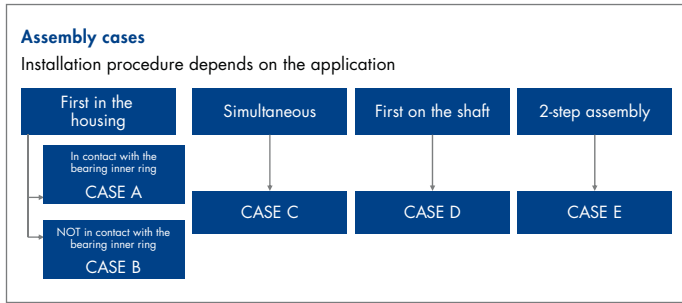 Assembly cases
Installation procedure depends on the application
First in the
housing
Simultaneous
First on the shaft
2-step assembly
In contact with the
bearing inner ring
CASE A
NOT in contact with the
bearing inner ring
CASE B
CASE C
CASE D
CASE E